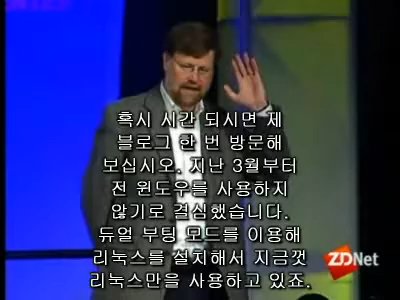 혹시 시간 되시면 제
블로그 한 번 방문해
보십시오. 지난 3월부터
전 윈도우를 사용하지
않기로 결심했습니다.
듀얼 부팅 모드를 이용해
리눅스를 설치해서 지금껏
리눅스만을 사용하고 있죠.
ZDNet